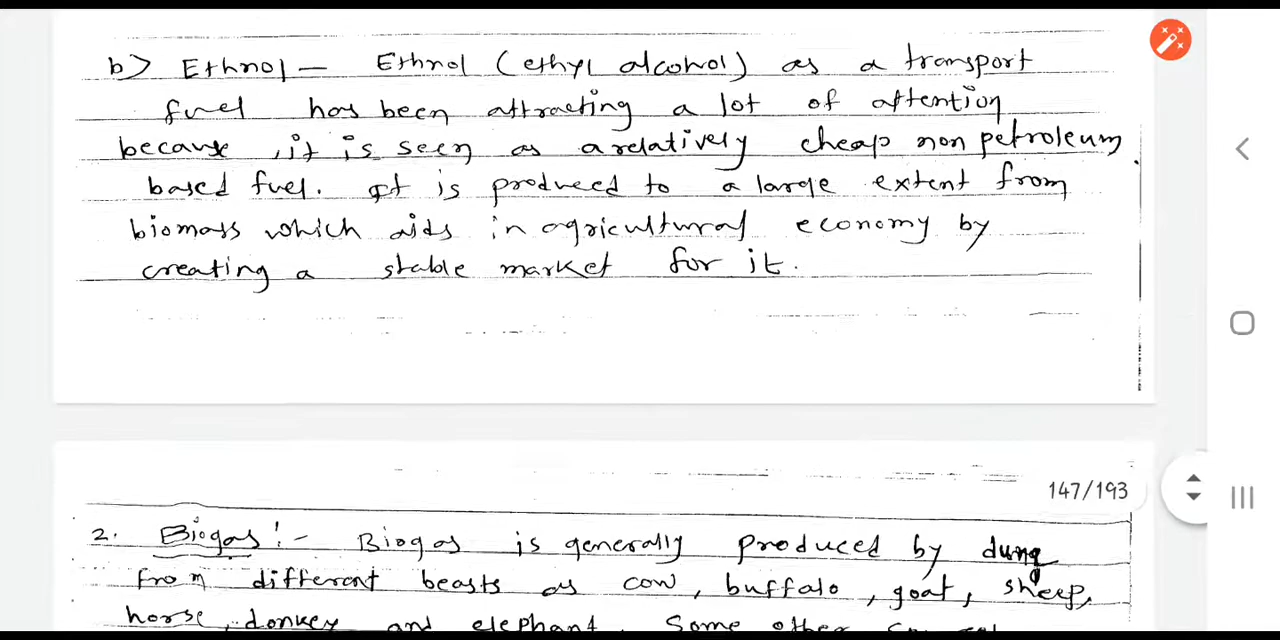 b) Ethnol - Ethnol (ethyl alcohol) as a transport
fuel has been attracting a lot of attention
because, it is seen as a relatively cheap non petroleum
based fuel. It is produced to a large extent from
biomass which aids in agricultural economy by
creating a stable market for it.
147/193
2. Biogas :- Biogas is generally produced by dung
from different beasts as cow, buffalo, goat, sheep,
horse, donkey and elephant. Some other